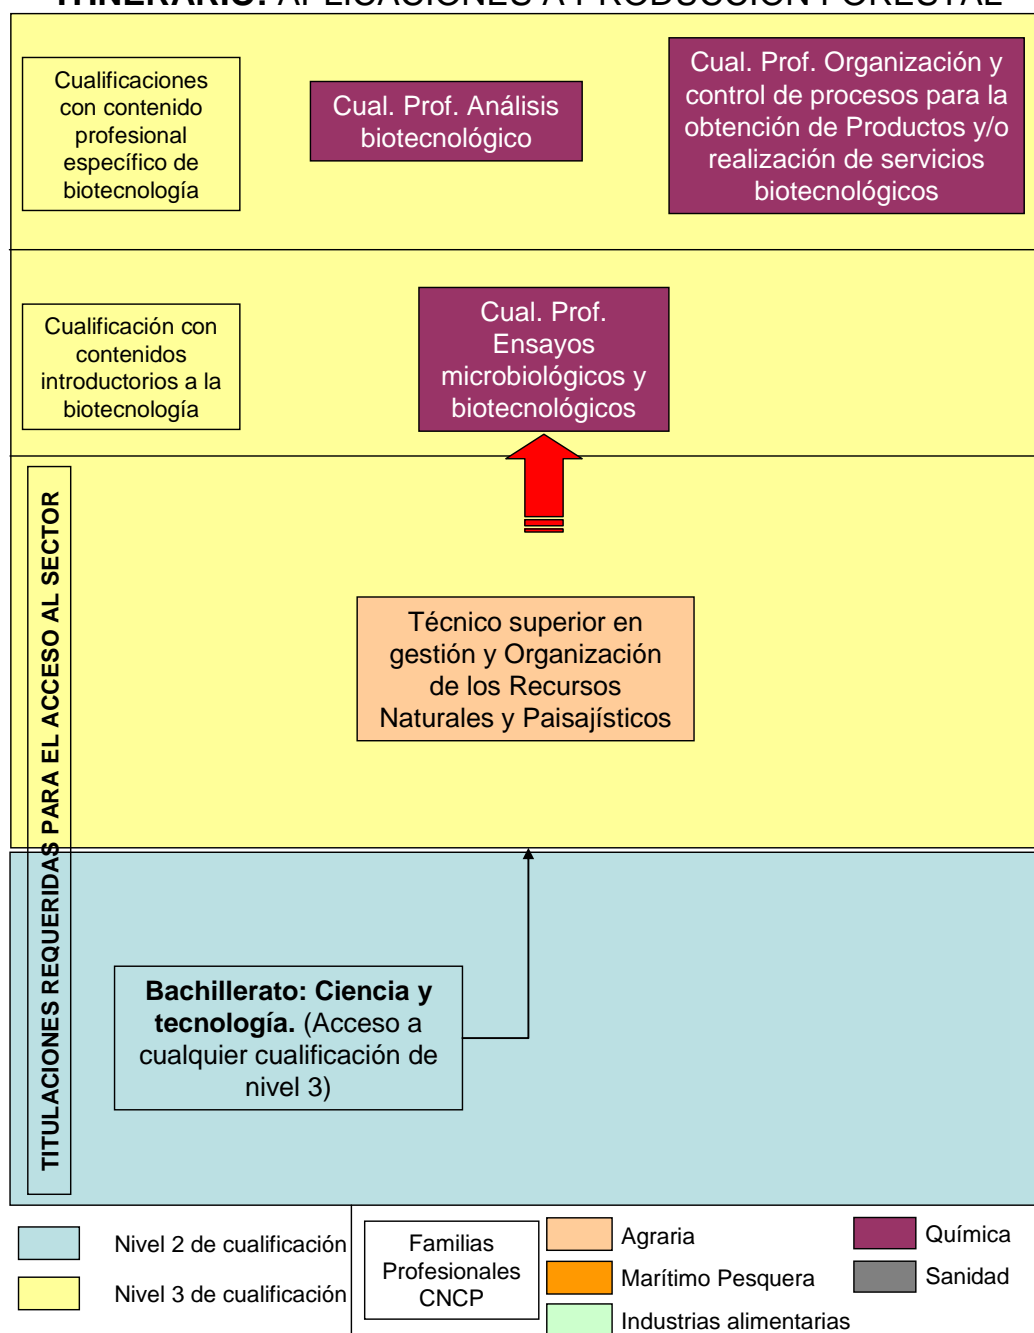 ITINERARIO: APLICACIONES A PRODUCCIÓN FORESTAL
Cualificaciones
con contenido
profesional
específico de
biotecnología
Cual. Prof. Análisis
biotecnológico
Cual. Prof. Organización y
control de procesos para la
obtención de Productos y/o
realización de servicios
biotecnológicos
Cualificación con
contenidos
introductorios a la
biotecnología
Cual. Prof.
Ensayos
microbiológicos y
biotecnológicos
TITULACIONES REQUERIDAS PARA EL ACCESO AL SECTOR
Técnico superior en
gestión y Organización
de los Recursos
Naturales y Paisajísticos
Bachillerato: Ciencia y
tecnología. (Acceso a
cualquier cualificación de
nivel 3)
Nivel 2 de cualificación
Nivel 3 de cualificación
Familias
Profesionales
CNCP
Agraria
Marítimo Pesquera
Industrias alimentarias
Química
Sanidad